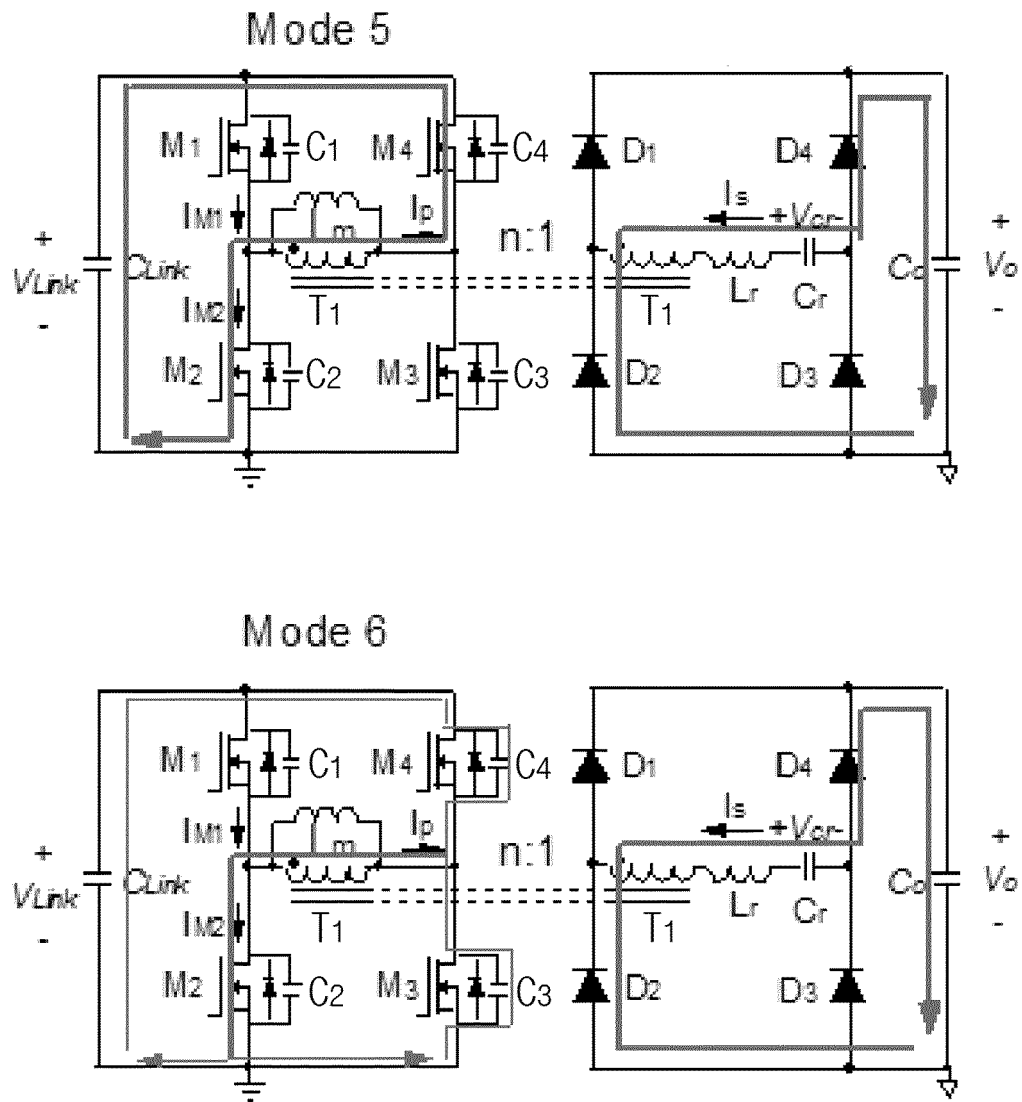 Mode 5
M1 C1 M4 C4 D1 D4
IM1 Ip Is +Vcr-
m n:1
+ VLink - CLink Co + Vo -
IM2 T1 T1 Lr Cr
M2 C2 M3 C3 D2 D3
Mode 6
M1 C1 M4 C4 D1 D4
IM1 Ip Is +Vcr-
m n:1
+ VLink - CLink Co + Vo -
IM2 T1 T1 Lr Cr
M2 C2 M3 C3 D2 D3